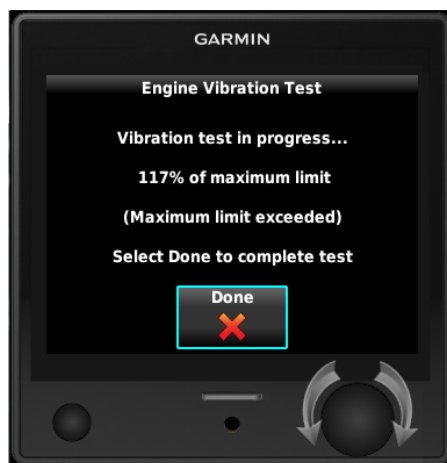 GARMIN
Engine Vibration Test
Vibration test in progress...
117% of maximum limit
(Maximum limit exceeded)
Select Done to complete test
Done